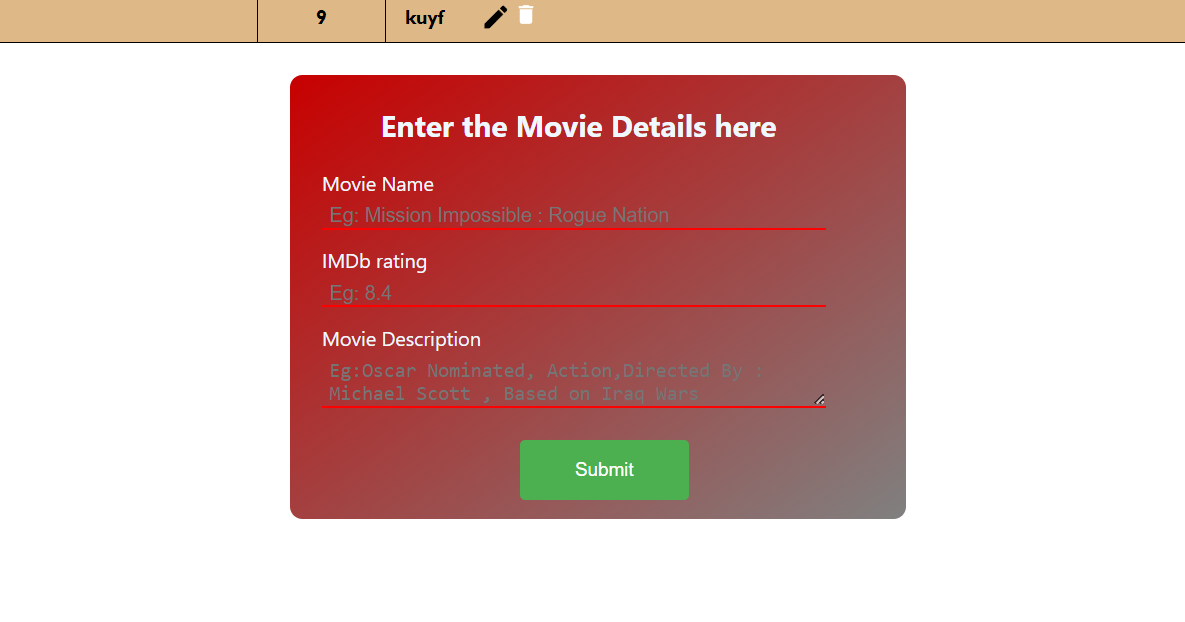 9 kuyf
Enter the Movie Details here
Movie Name
Eg: Mission Impossible : Rogue Nation
IMDb rating
Eg: 8.4
Movie Description
Eg:Oscar Nominated, Action,Directed By :
Michael Scott , Based on Iraq Wars
Submit